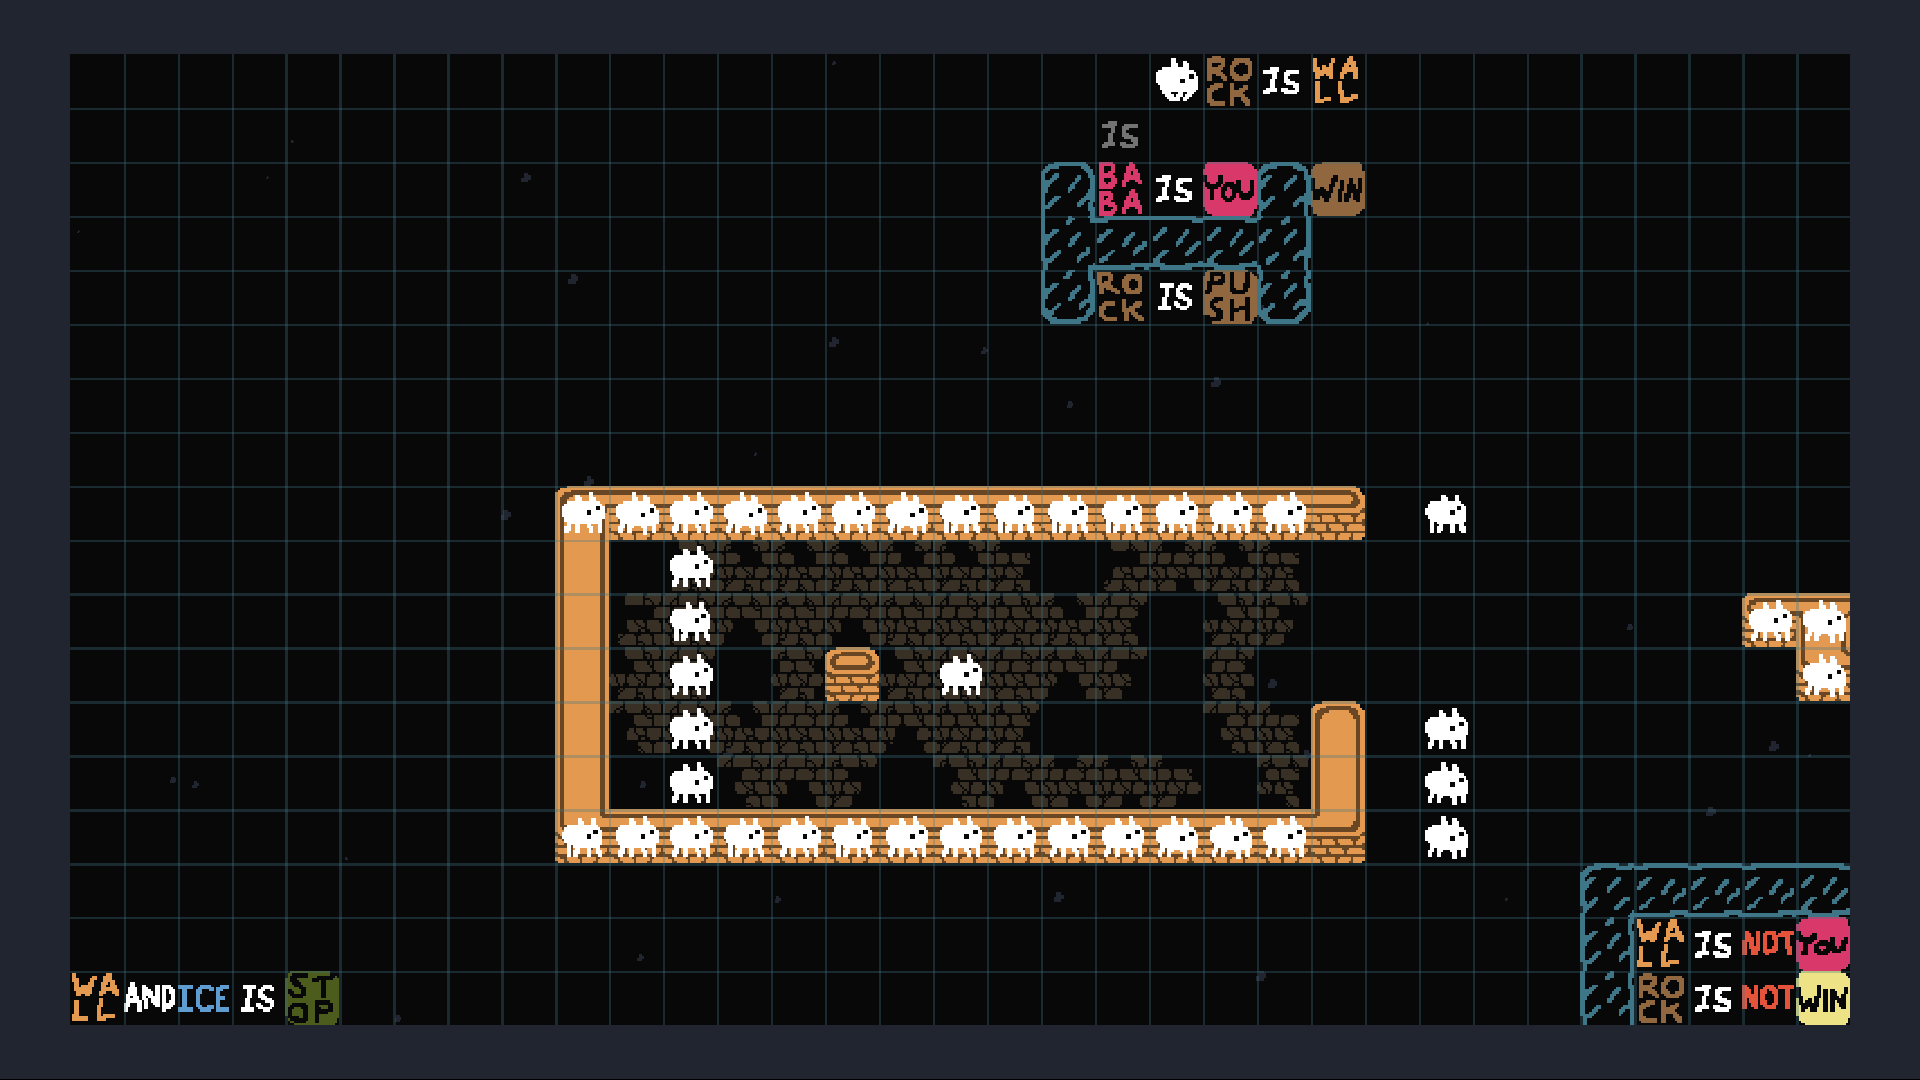 ROCK IS WALL
IS
BABA IS YOU WIN
ROCK IS PUSH
WALL IS NOT YOU
WALL AND ICE IS STOP ROCK IS NOT WIN